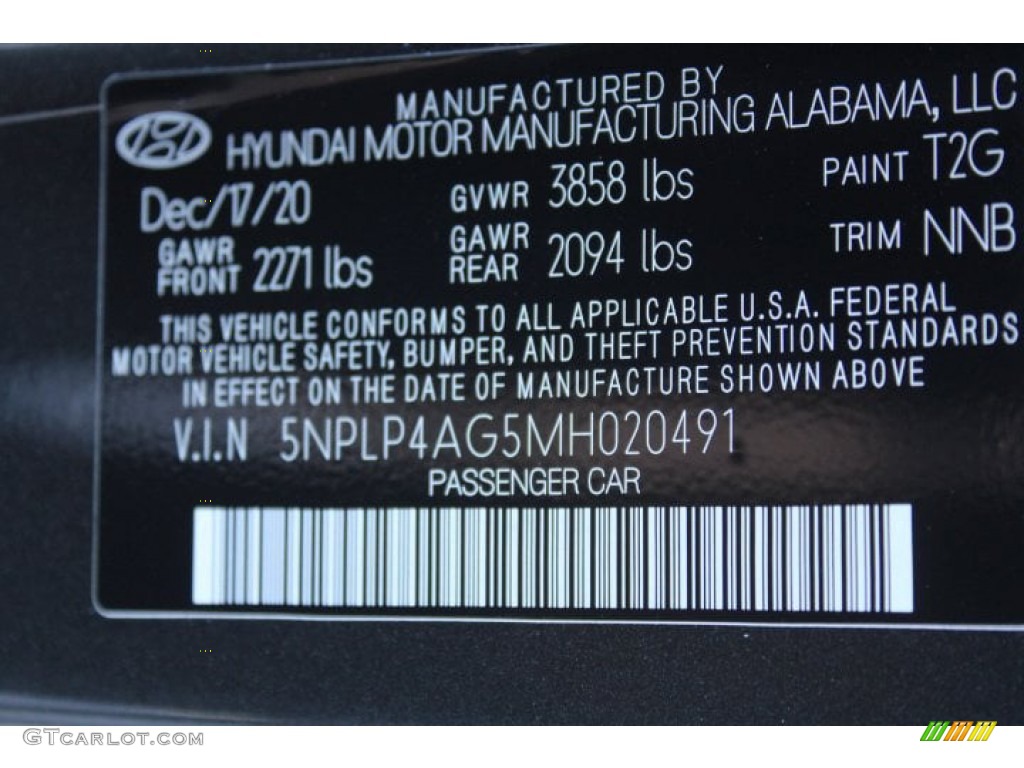 MANUFACTURED BY
HYUNDAI MOTOR MANUFACTURING ALABAMA, LLC
Dec/17/20 GVWR 3858 lbs PAINT T2G
GAWR FRONT 2271 lbs GAWR REAR 2094 lbs TRIM NNB
THIS VEHICLE CONFORMS TO ALL APPLICABLE U.S.A. FEDERAL
MOTOR VEHICLE SAFETY, BUMPER, AND THEFT PREVENTION STANDARDS
IN EFFECT ON THE DATE OF MANUFACTURE SHOWN ABOVE
V.I.N 5NPLP4AG5MH020491
PASSENGER CAR
GTCARLOT.COM